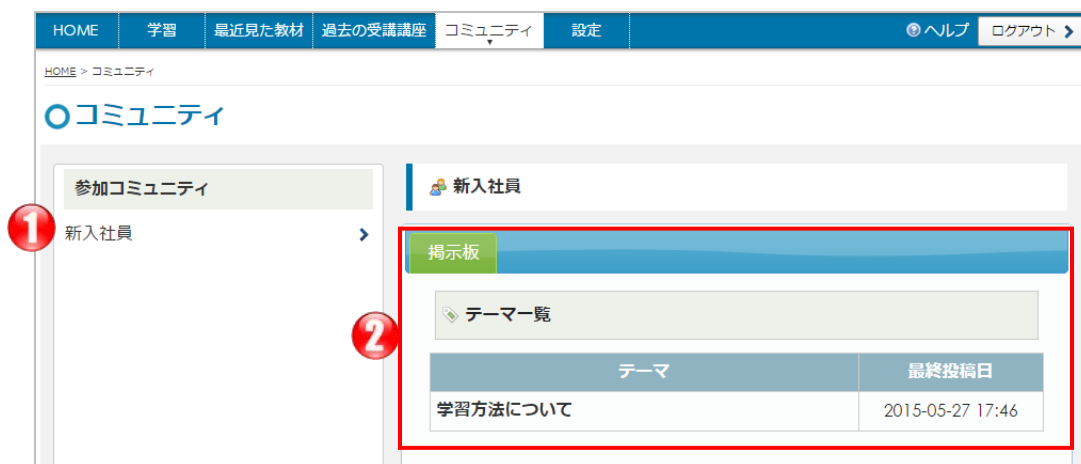 HOME 学習 最近見た教材 過去の受講講座 コミュニティ 設定 ヘルプ ログアウト
HOME > コミュニティ
コミュニティ
参加コミュニティ
新入社員
1
新入社員
掲示板
2
テーマ一覧
テーマ 最終投稿日
学習方法について 2015-05-27 17:46